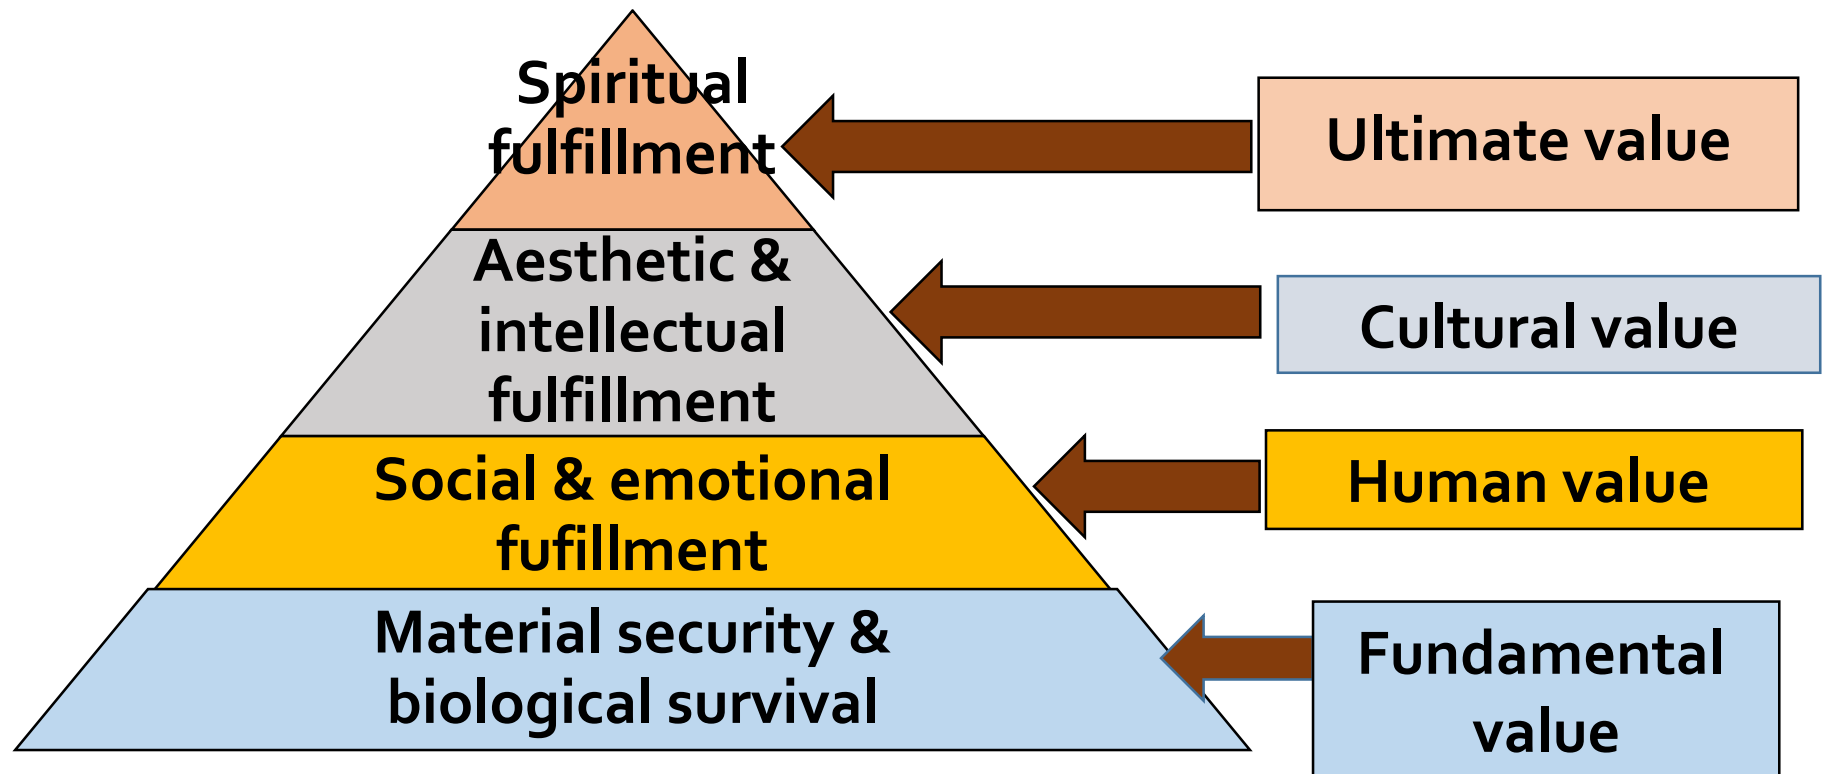 Spiritual
fulfillment
Ultimate value
Aesthetic &
intellectual
fulfillment
Cultural value
Social & emotional
fufillment
Human value
Material security &
biological survival
Fundamental
value